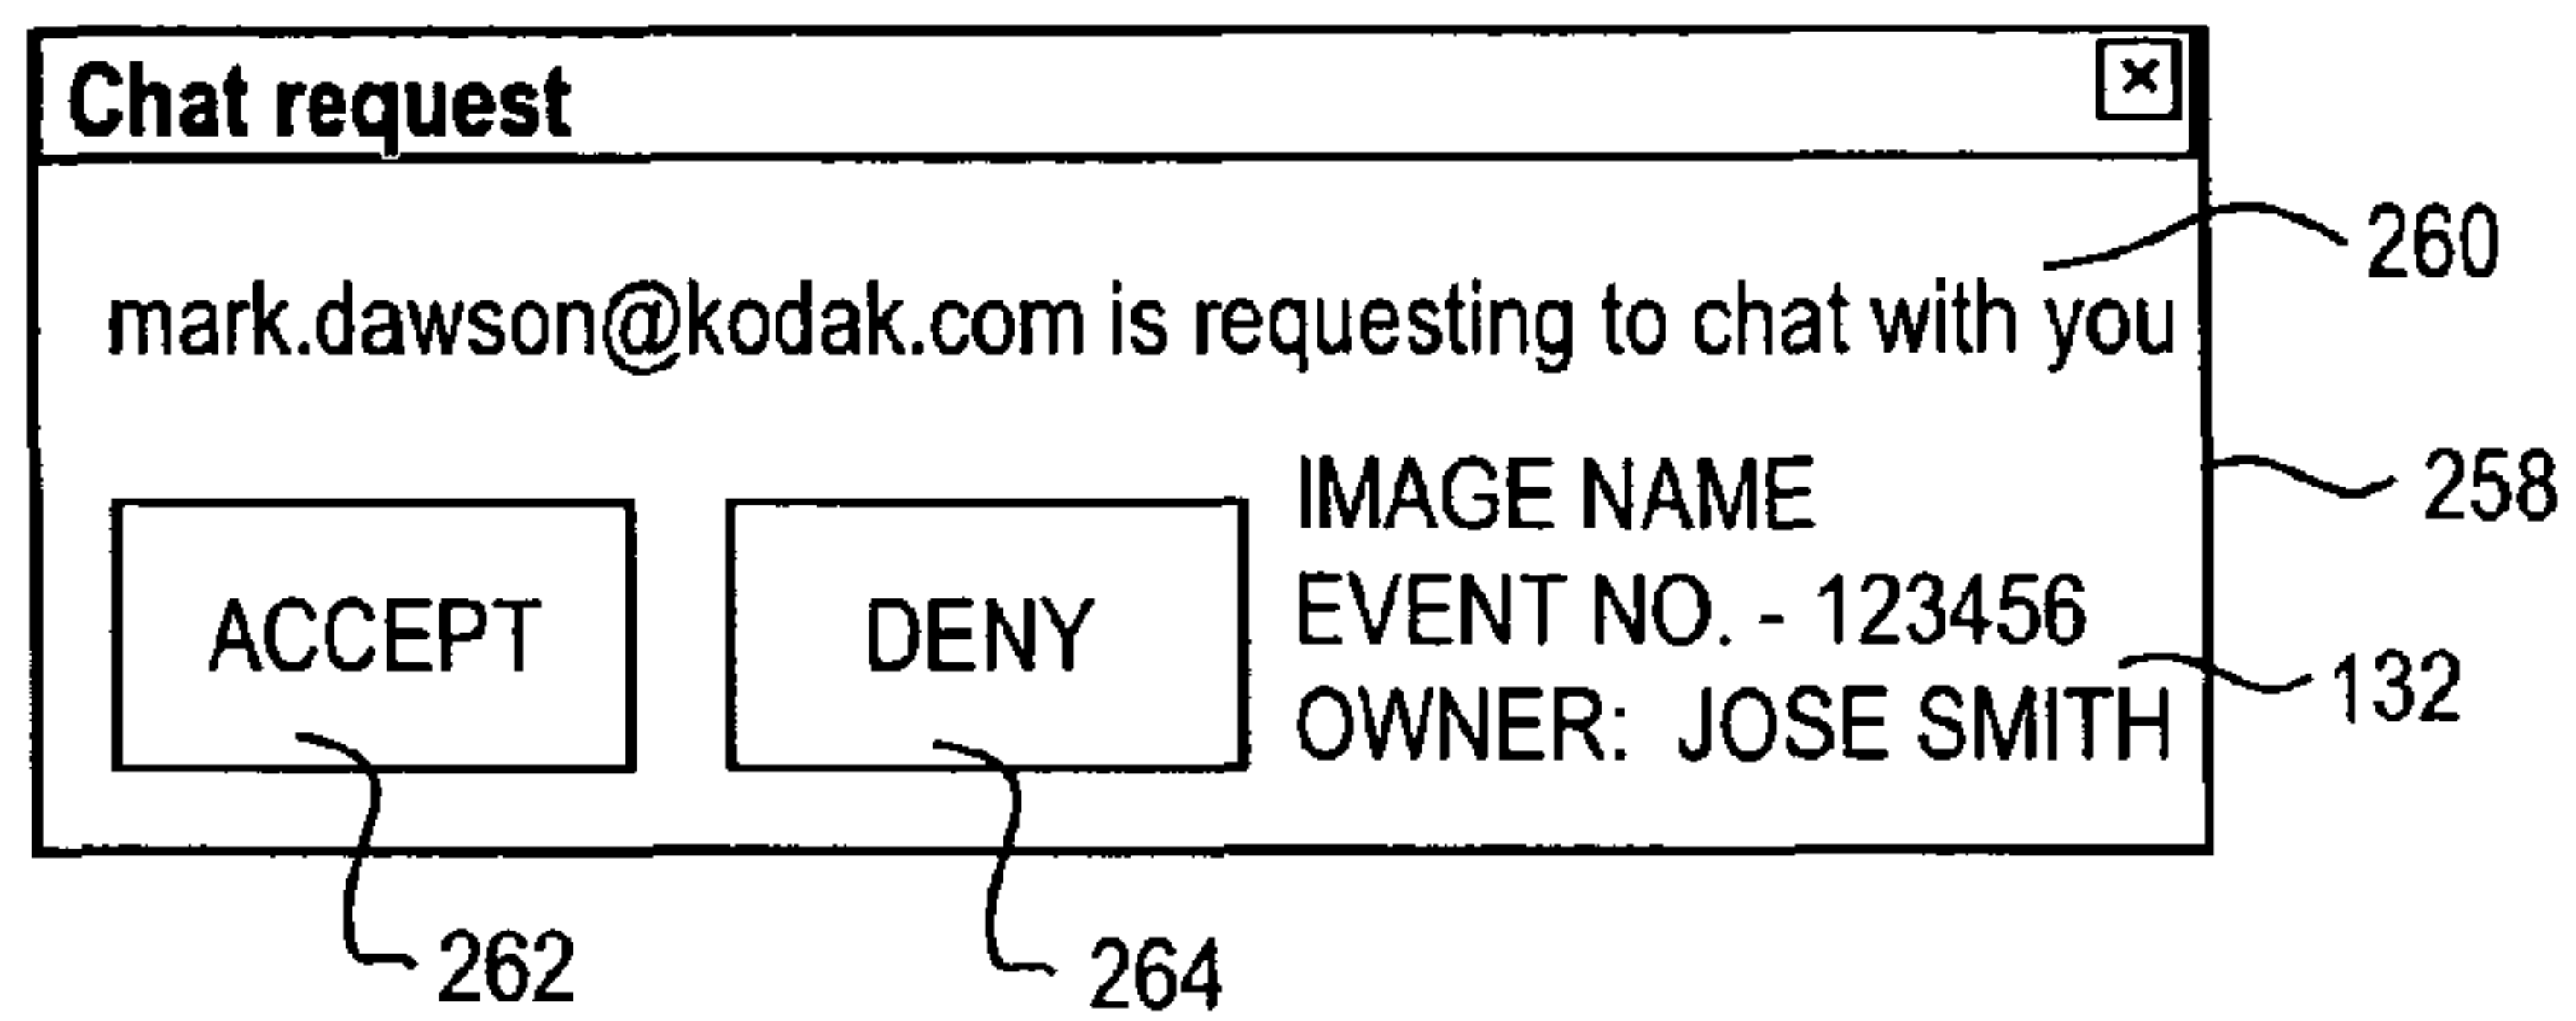 Chat request
×
260
mark.dawson@kodak.com is requesting to chat with you
258
IMAGE NAME
EVENT NO. - 123456
132
OWNER: JOSE SMITH
ACCEPT
DENY
262
264